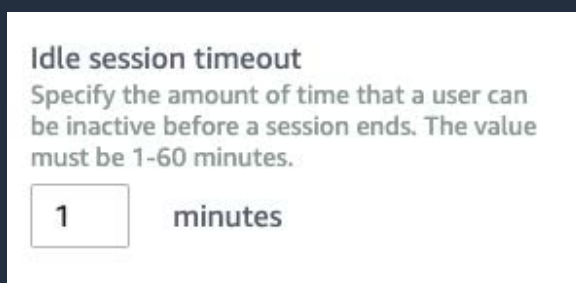 Idle session timeout
Specify the amount of time that a user can
be inactive before a session ends. The value
must be 1-60 minutes.
1 minutes